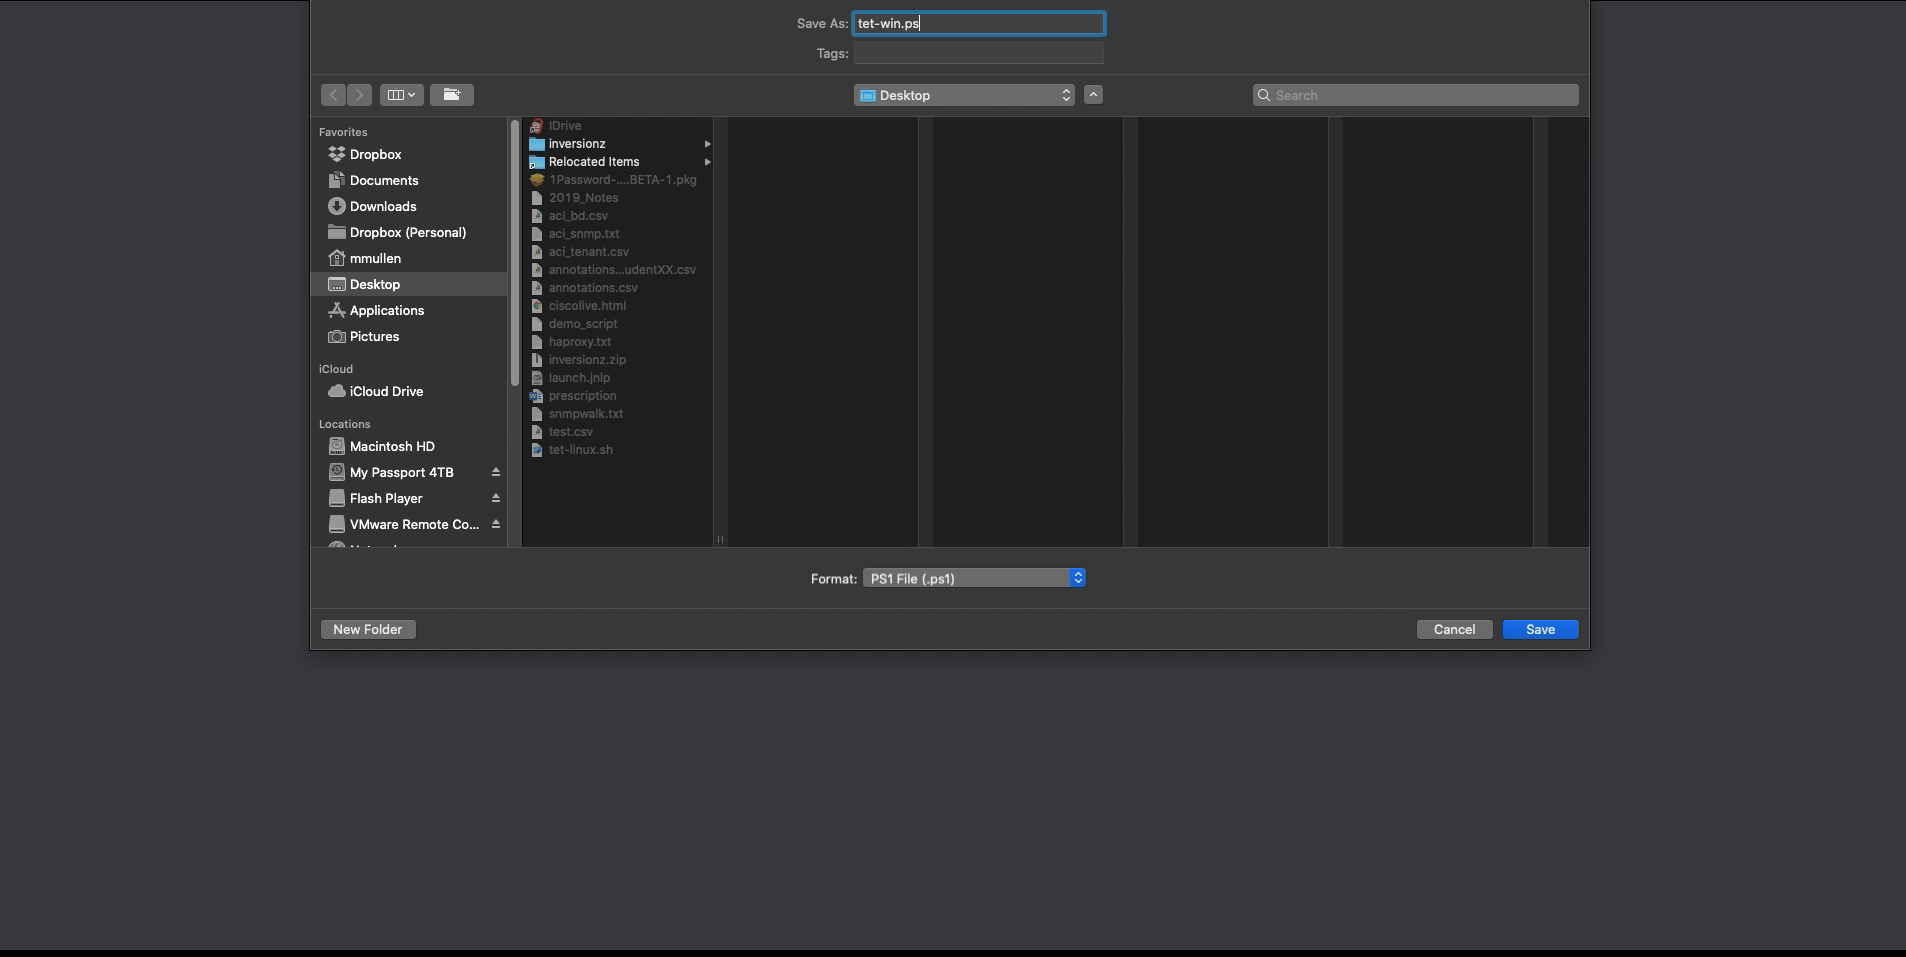 Save As: tet-win.ps
Tags:
Desktop
Search
Favorites
Dropbox
Documents
Downloads
Dropbox (Personal)
mmullen
Desktop
Applications
Pictures
iCloud
iCloud Drive
Locations
Macintosh HD
My Passport 4TB
Flash Player
VMware Remote Co...
IDrive
inversionz
Relocated Items
1Password-....BETA-1.pkg
2019_Notes
acl_bd.csv
aci_snmp.txt
aci_tenant.csv
annotations...udentXX.csv
annotations.csv
ciscolive.html
demo_script
haproxy.txt
inversionz.zip
launch.jnlp
prescription
snmpwalk.txt
test.csv
tet-linux.sh
Format: PS1 File (.ps1)
New Folder
Cancel
Save